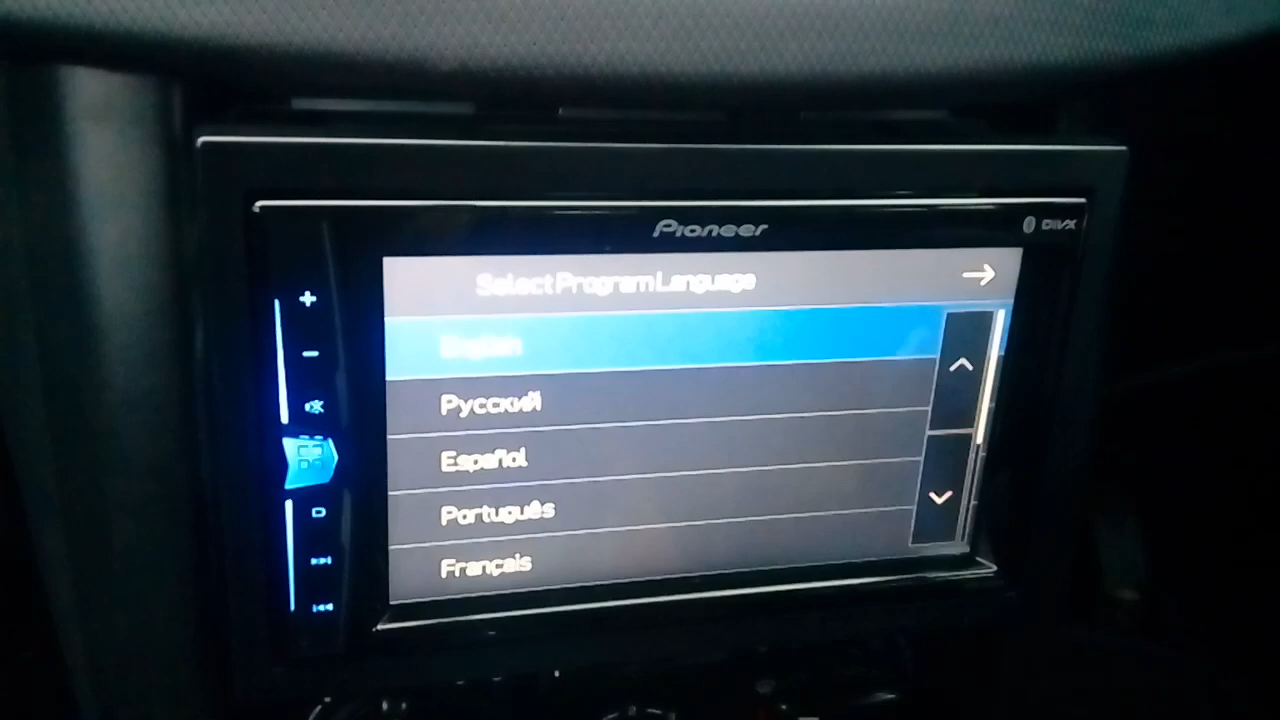 Pioneer
DIVX
Select Program Language
English
Русский
Español
Português
Français